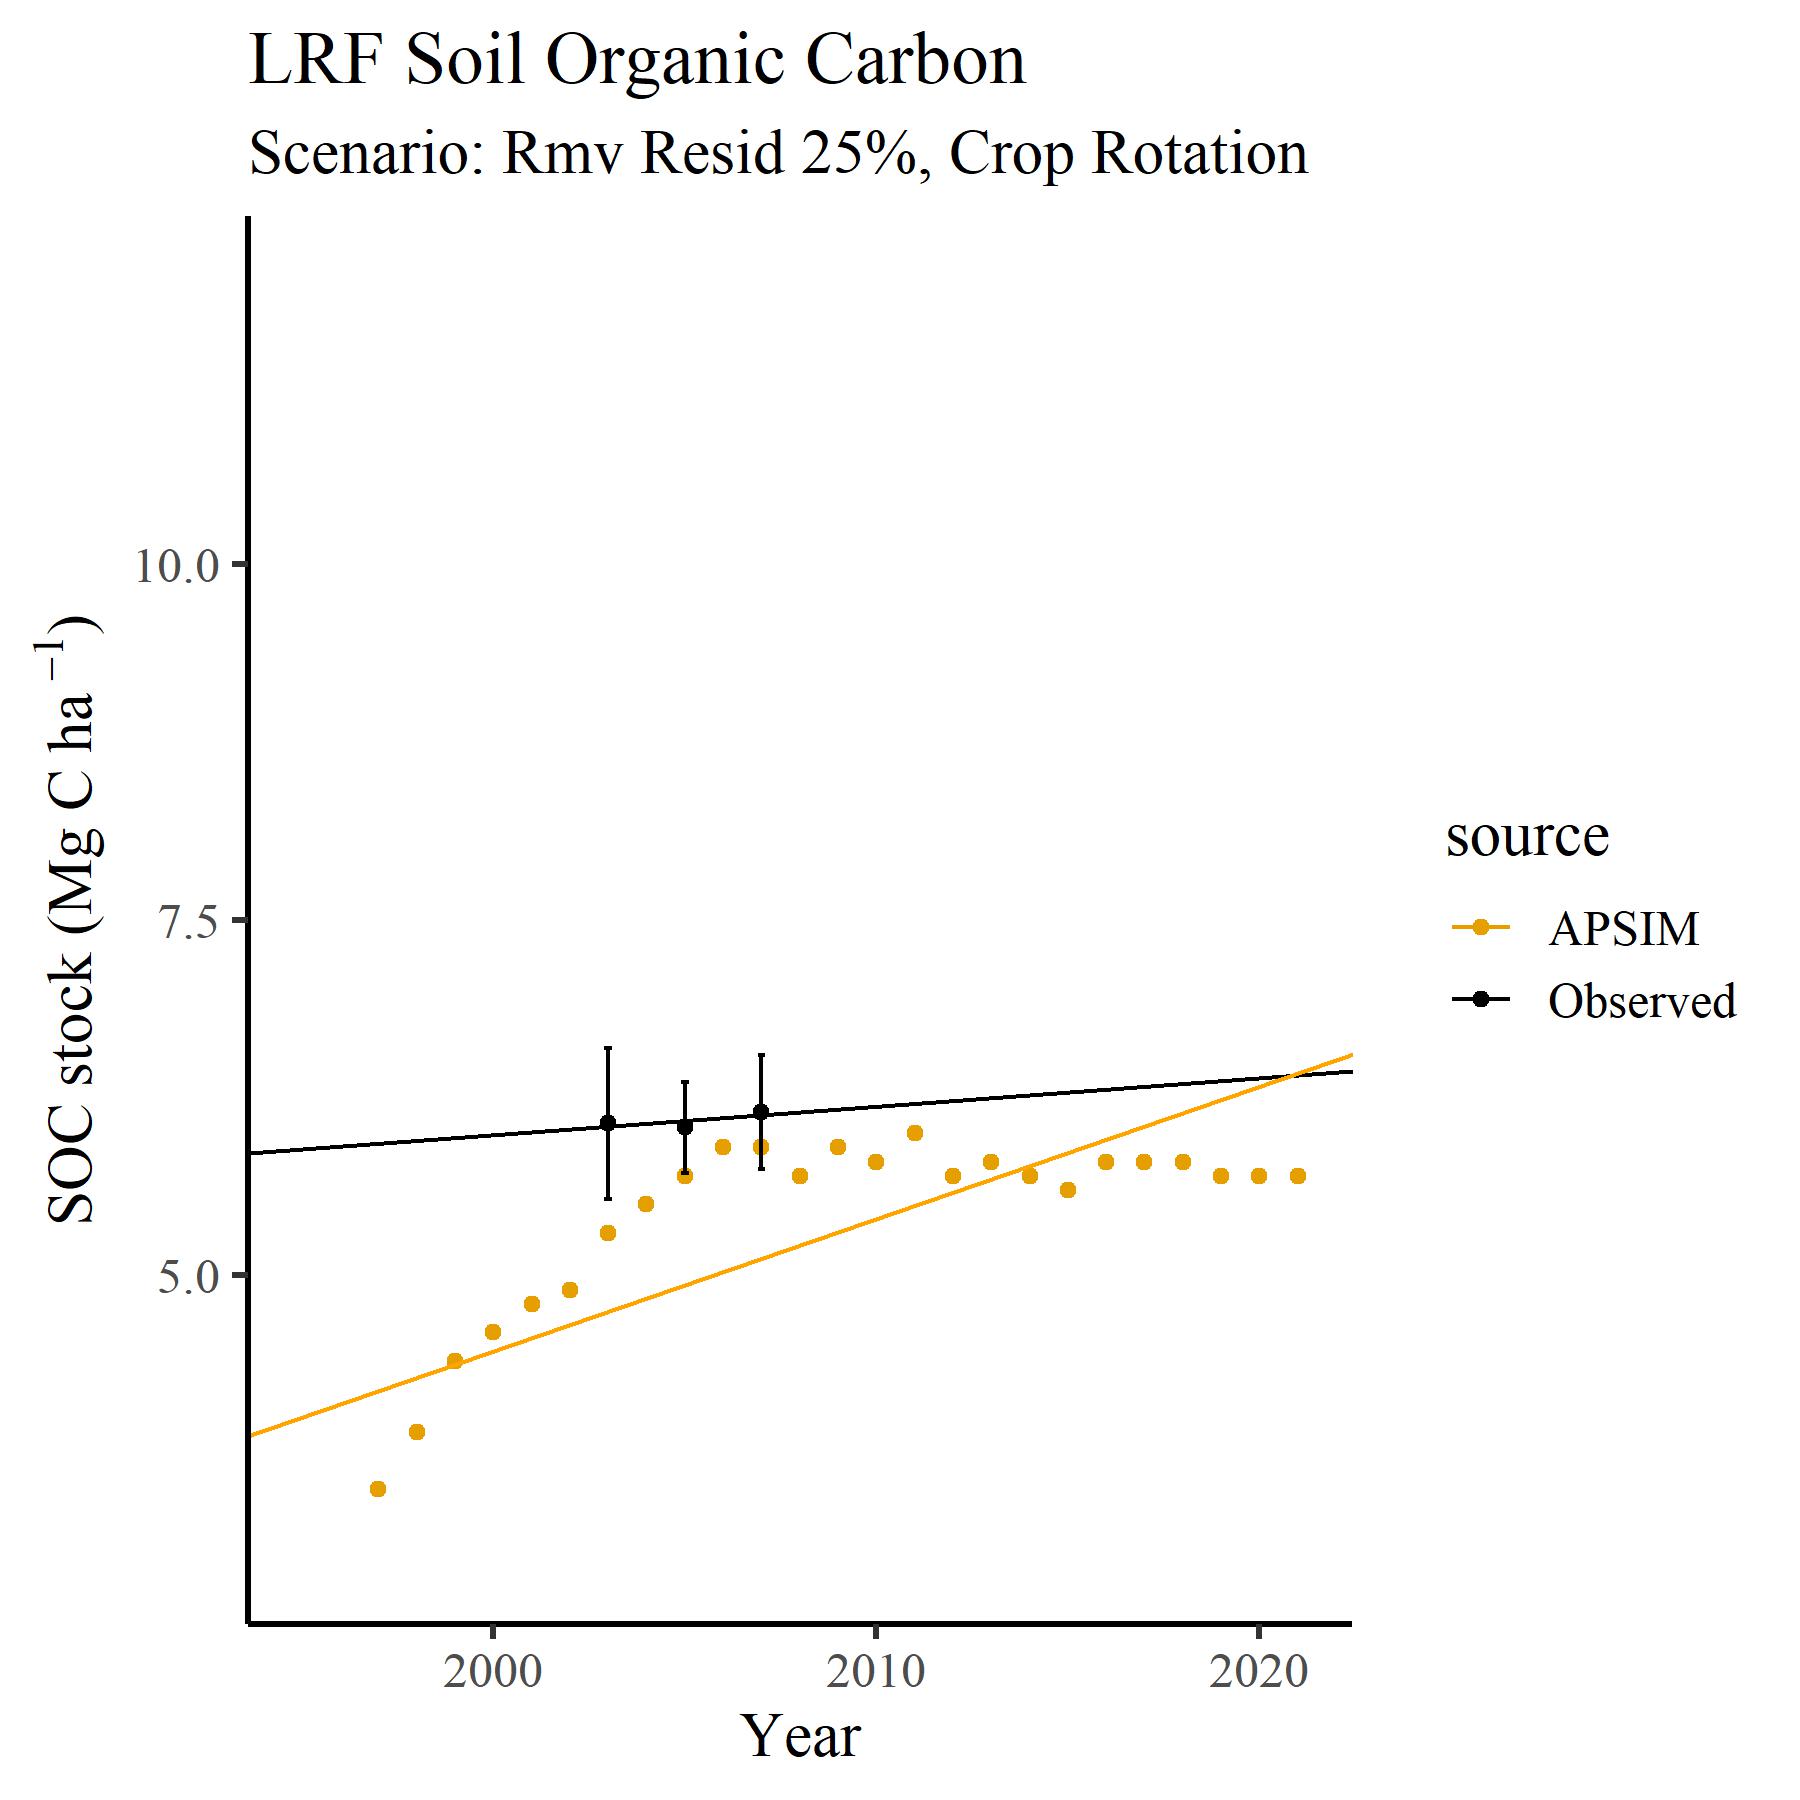 LRF Soil Organic Carbon
Scenario: Rmv Resid 25%, Crop Rotation
SOC stock (Mg C ha⁻¹)
10.0
7.5
5.0
2000
2010
2020
Year
source
APSIM
Observed